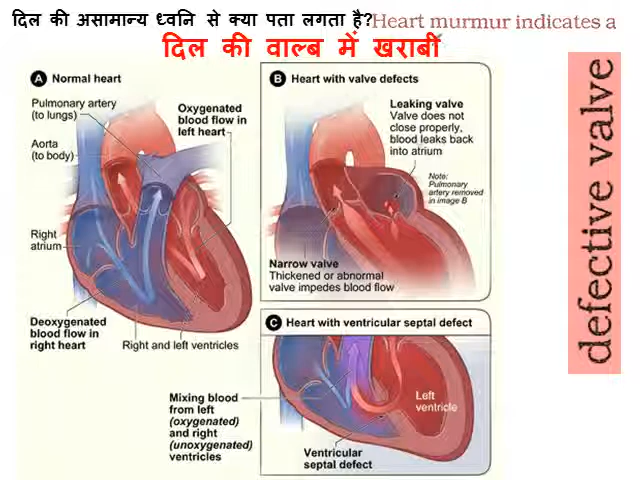 दिल की असामान्य ध्वनि से क्या पता लगता है? Heart murmur indicates a
दिल की वाल्ब में खराबी
defective valve
A Normal heart
Pulmonary artery
(to lungs)
Oxygenated
blood flow in
left heart
Aorta
(to body)
Right
atrium
Deoxygenated
blood flow in
right heart
Right and left ventricles
B Heart with valve defects
Leaking valve
Valve does not
close properly,
blood leaks back
into atrium
Note:
Pulmonary
artery removed
in image B
Narrow valve
Thickened or abnormal
valve impedes blood flow
C Heart with ventricular septal defect
Mixing blood
from left
(oxygenated)
and right
(unoxygenated)
ventricles
Left
ventricle
Ventricular
septal defect